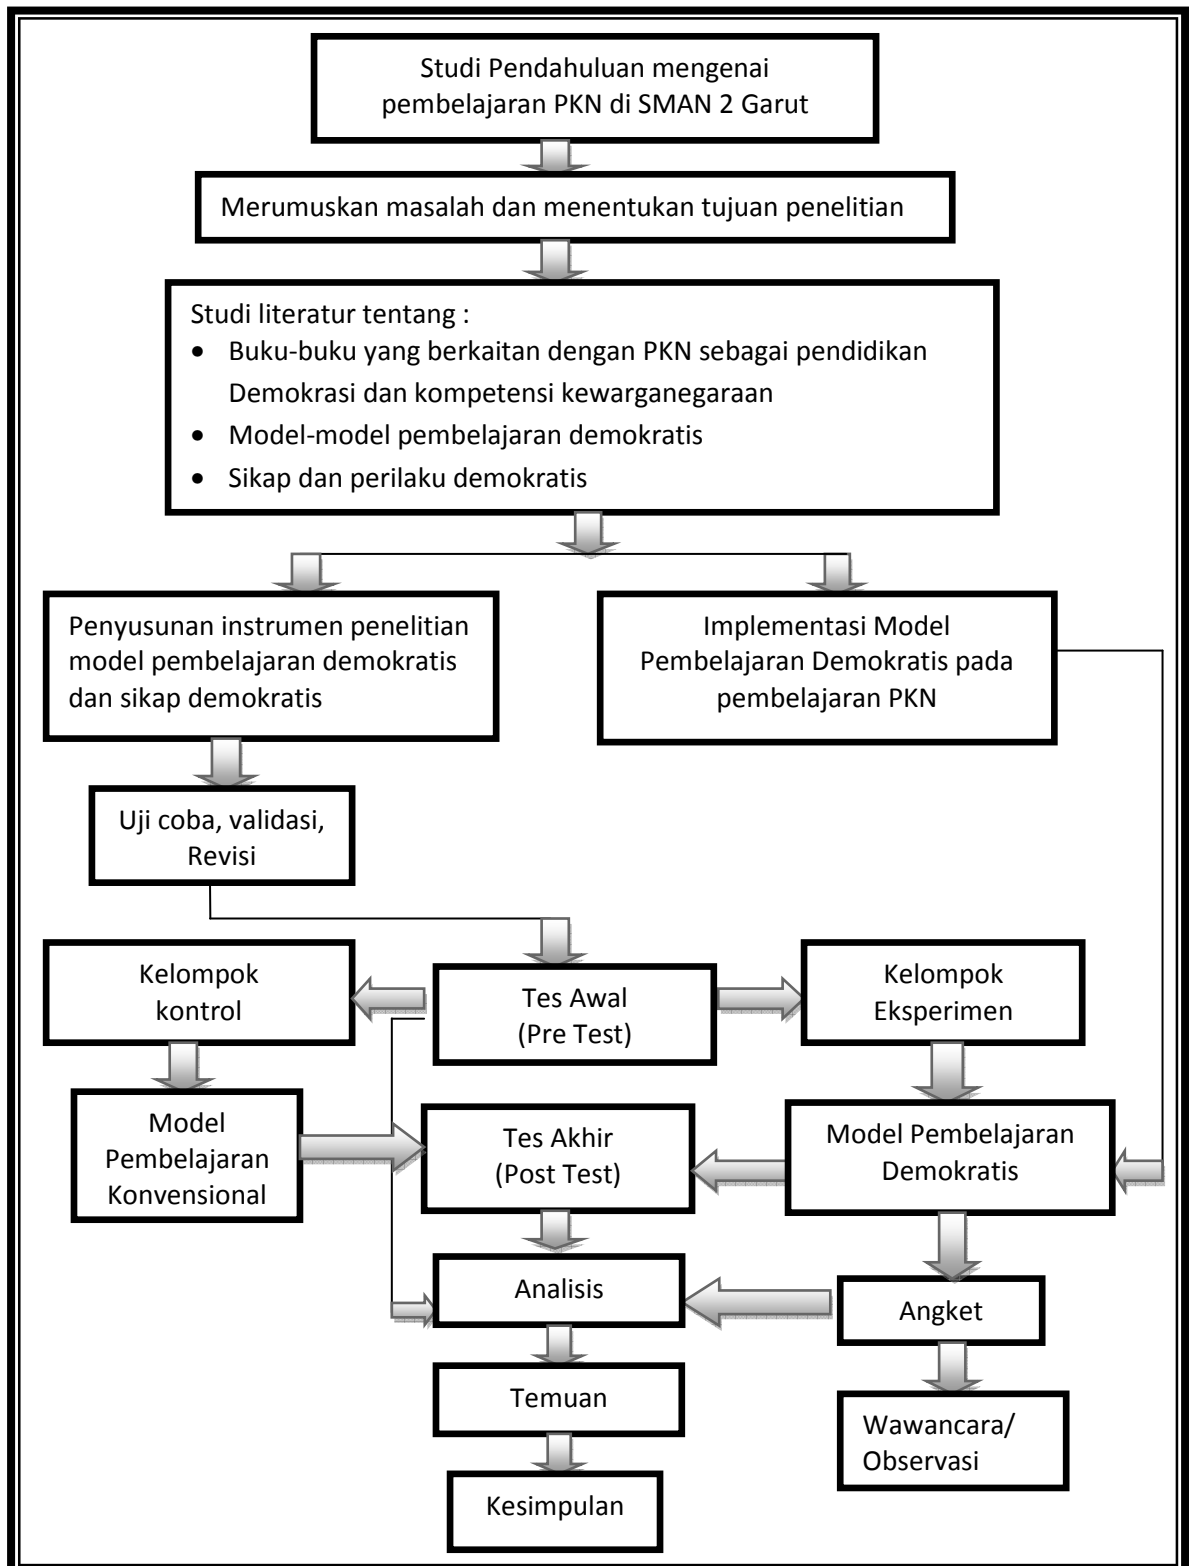 Studi Pendahuluan mengenai
pembelajaran PKN di SMAN 2 Garut
Merumuskan masalah dan menentukan tujuan penelitian
Studi literatur tentang :
• Buku-buku yang berkaitan dengan PKN sebagai pendidikan
Demokrasi dan kompetensi kewarganegaraan
• Model-model pembelajaran demokratis
• Sikap dan perilaku demokratis
Penyusunan instrumen penelitian
model pembelajaran demokratis
dan sikap demokratis
Implementasi Model
Pembelajaran Demokratis pada
pembelajaran PKN
Uji coba, validasi,
Revisi
Kelompok
kontrol
Tes Awal
(Pre Test)
Kelompok
Eksperimen
Model
Pembelajaran
Konvensional
Tes Akhir
(Post Test)
Model Pembelajaran
Demokratis
Analisis
Angket
Temuan
Wawancara/
Observasi
Kesimpulan